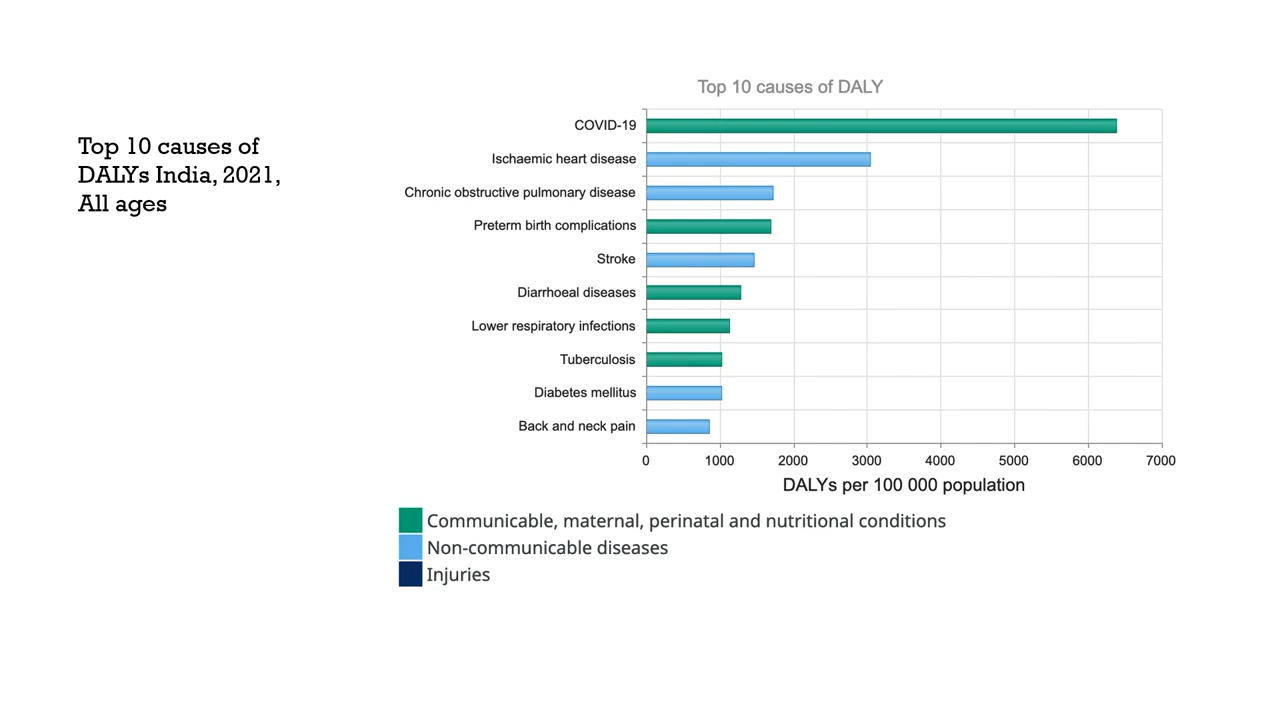 Top 10 causes of
DALYs India, 2021,
All ages
Top 10 causes of DALY
COVID-19
Ischaemic heart disease
Chronic obstructive pulmonary disease
Preterm birth complications
Stroke
Diarrhoeal diseases
Lower respiratory infections
Tuberculosis
Diabetes mellitus
Back and neck pain
0 1000 2000 3000 4000 5000 6000 7000
DALYs per 100 000 population
Communicable, maternal, perinatal and nutritional conditions
Non-communicable diseases
Injuries